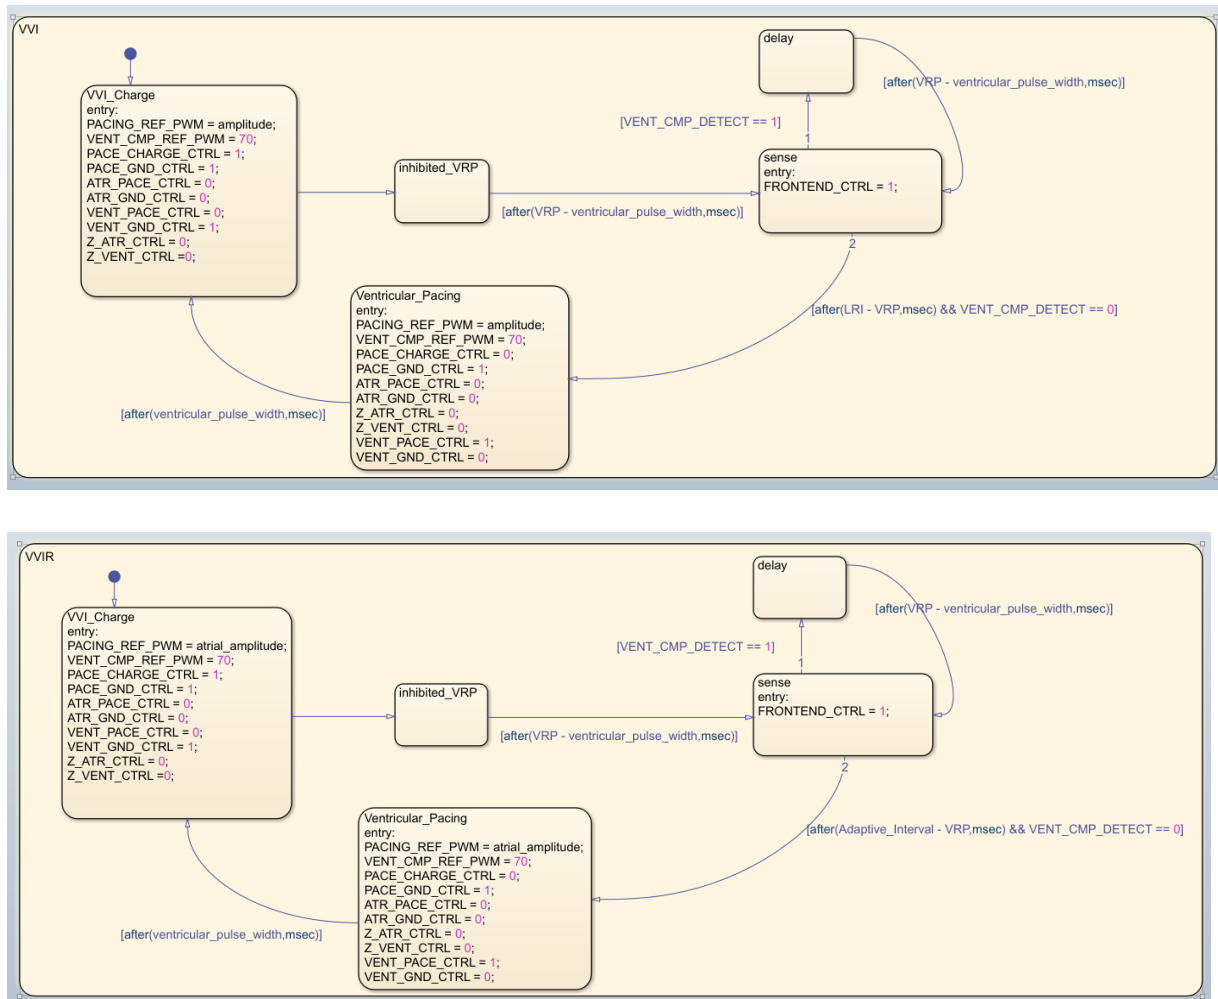 VVI
VVI_Charge
entry:
PACING_REF_PWM = amplitude;
VENT_CMP_REF_PWM = 70;
PACE_CHARGE_CTRL = 1;
PACE_GND_CTRL = 1;
ATR_PACE_CTRL = 0;
ATR_GND_CTRL = 0;
VENT_PACE_CTRL = 0;
VENT_GND_CTRL = 1;
Z_ATR_CTRL = 0;
Z_VENT_CTRL =0;
inhibited_VRP
[after(VRP - ventricular_pulse_width,msec)]
delay
[after(VRP - ventricular_pulse_width,msec)]
[VENT_CMP_DETECT == 1]
1
sense
entry:
FRONTEND_CTRL = 1;
2
[after(LRI - VRP,msec) && VENT_CMP_DETECT == 0]
Ventricular_Pacing
entry:
PACING_REF_PWM = amplitude;
VENT_CMP_REF_PWM = 70;
PACE_CHARGE_CTRL = 0;
PACE_GND_CTRL = 1;
ATR_PACE_CTRL = 0;
ATR_GND_CTRL = 0;
Z_ATR_CTRL = 0;
Z_VENT_CTRL = 0;
VENT_PACE_CTRL = 1;
VENT_GND_CTRL = 0;
[after(ventricular_pulse_width,msec)]
VVIR
VVI_Charge
entry:
PACING_REF_PWM = atrial_amplitude;
VENT_CMP_REF_PWM = 70;
PACE_CHARGE_CTRL = 1;
PACE_GND_CTRL = 1;
ATR_PACE_CTRL = 0;
ATR_GND_CTRL = 0;
VENT_PACE_CTRL = 0;
VENT_GND_CTRL = 1;
Z_ATR_CTRL = 0;
Z_VENT_CTRL =0;
inhibited_VRP
[after(VRP - ventricular_pulse_width,msec)]
delay
[after(VRP - ventricular_pulse_width,msec)]
[VENT_CMP_DETECT == 1]
1
sense
entry:
FRONTEND_CTRL = 1;
2
[after(Adaptive_Interval - VRP,msec) && VENT_CMP_DETECT == 0]
Ventricular_Pacing
entry:
PACING_REF_PWM = atrial_amplitude;
VENT_CMP_REF_PWM = 70;
PACE_CHARGE_CTRL = 0;
PACE_GND_CTRL = 1;
ATR_PACE_CTRL = 0;
ATR_GND_CTRL = 0;
Z_ATR_CTRL = 0;
Z_VENT_CTRL = 0;
VENT_PACE_CTRL = 1;
VENT_GND_CTRL = 0;
[after(ventricular_pulse_width,msec)]